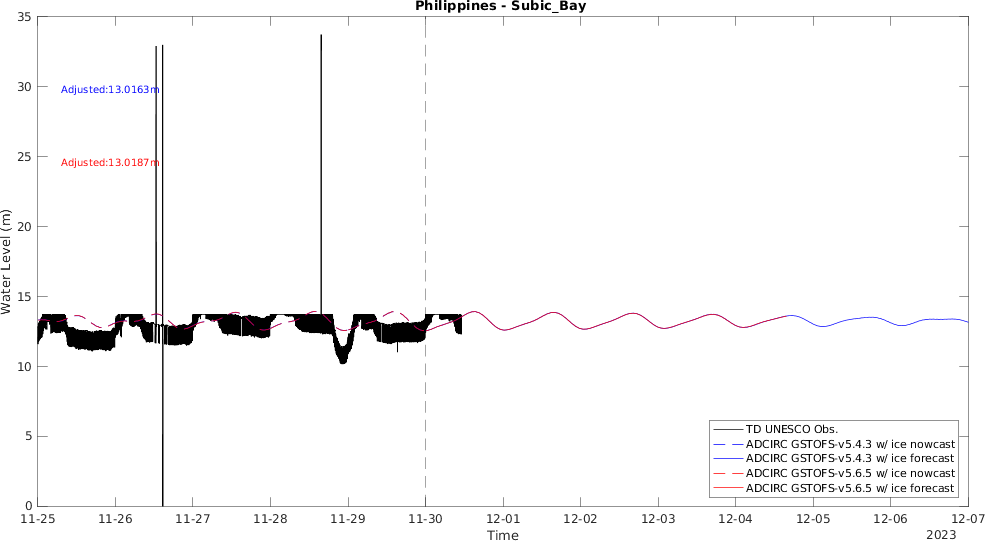 Philippines - Subic_Bay
35
30
25
20
15
10
5
0
Water Level (m)
Adjusted:13.0163m
Adjusted:13.0187m
TD UNESCO Obs.
ADCIRC GSTOFS-v5.4.3 w/ ice nowcast
ADCIRC GSTOFS-v5.4.3 w/ ice forecast
ADCIRC GSTOFS-v5.6.5 w/ ice nowcast
ADCIRC GSTOFS-v5.6.5 w/ ice forecast
11-25 11-26 11-27 11-28 11-29 11-30 12-01 12-02 12-03 12-04 12-05 12-06 12-07
Time
2023